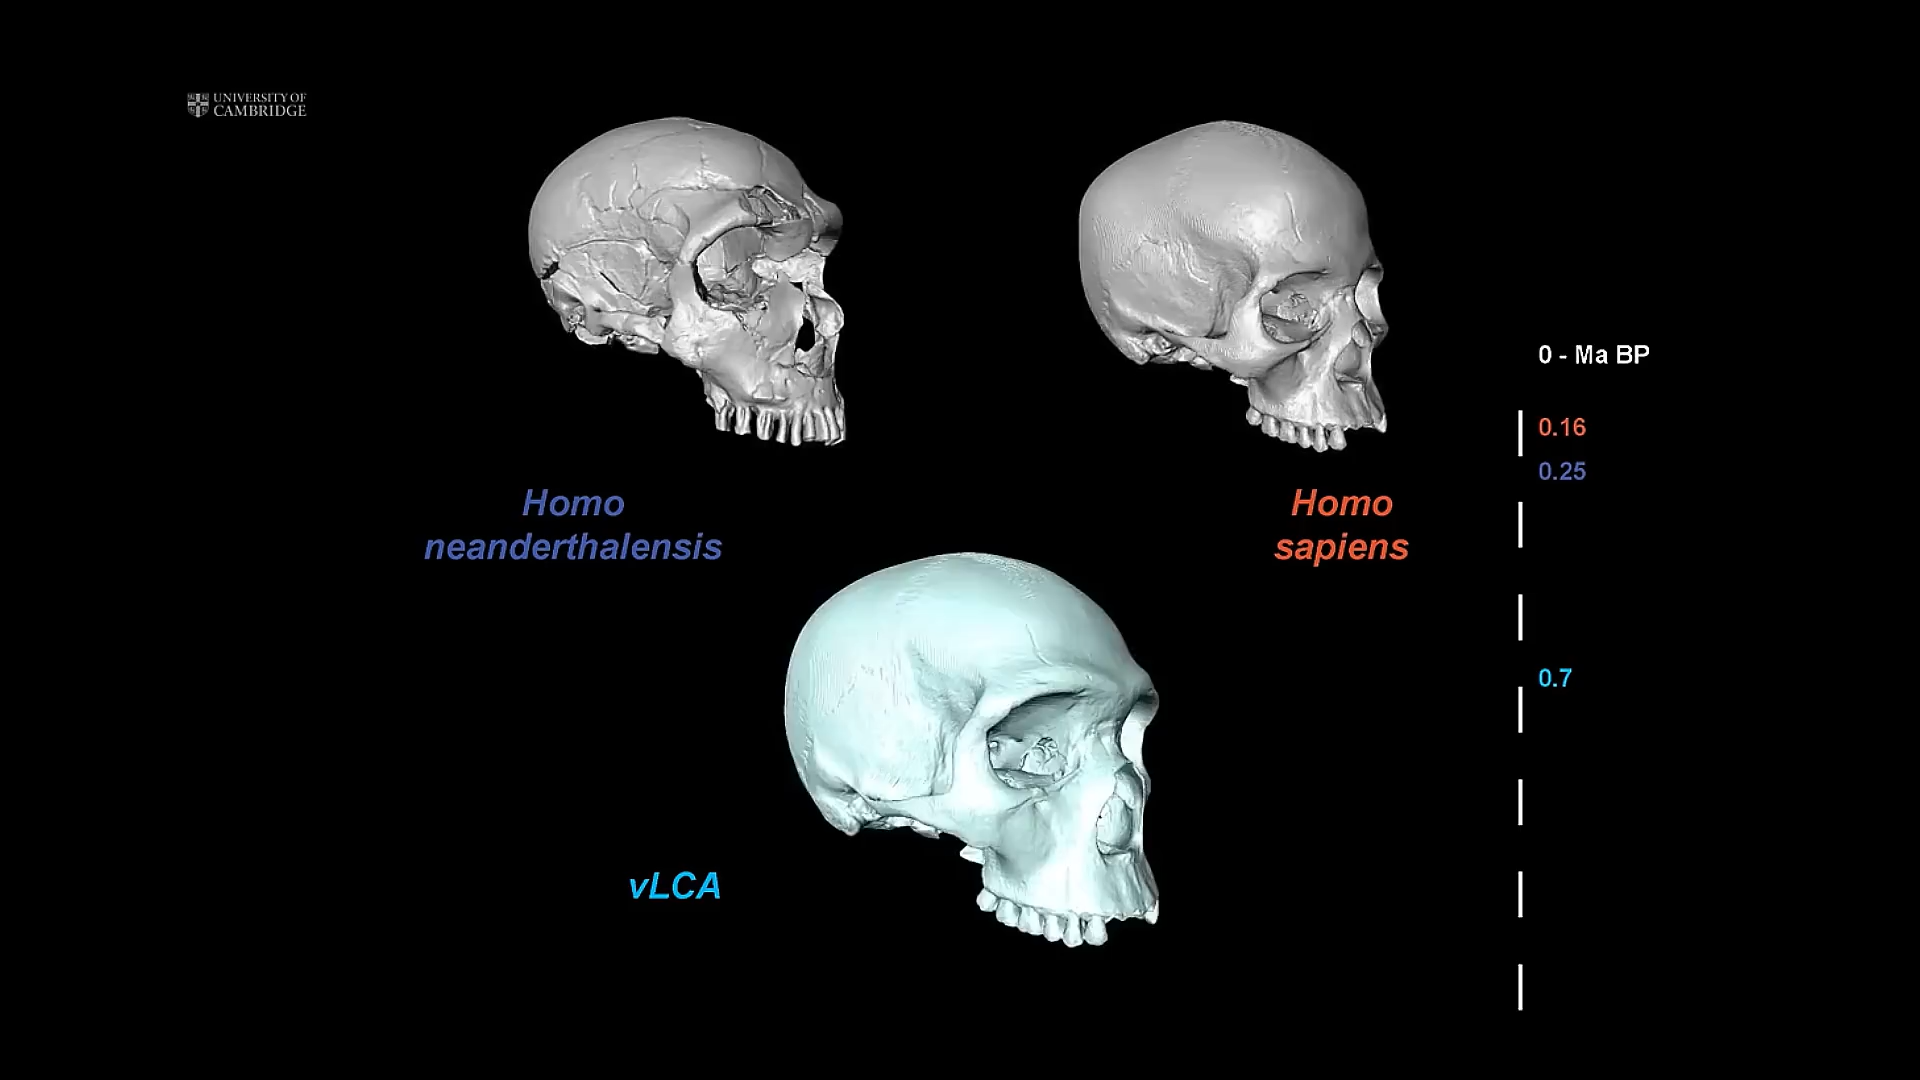 UNIVERSITY OF
CAMBRIDGE
Homo
neanderthalensis
Homo
sapiens
vLCA
0 - Ma BP
0.16
0.25
0.7